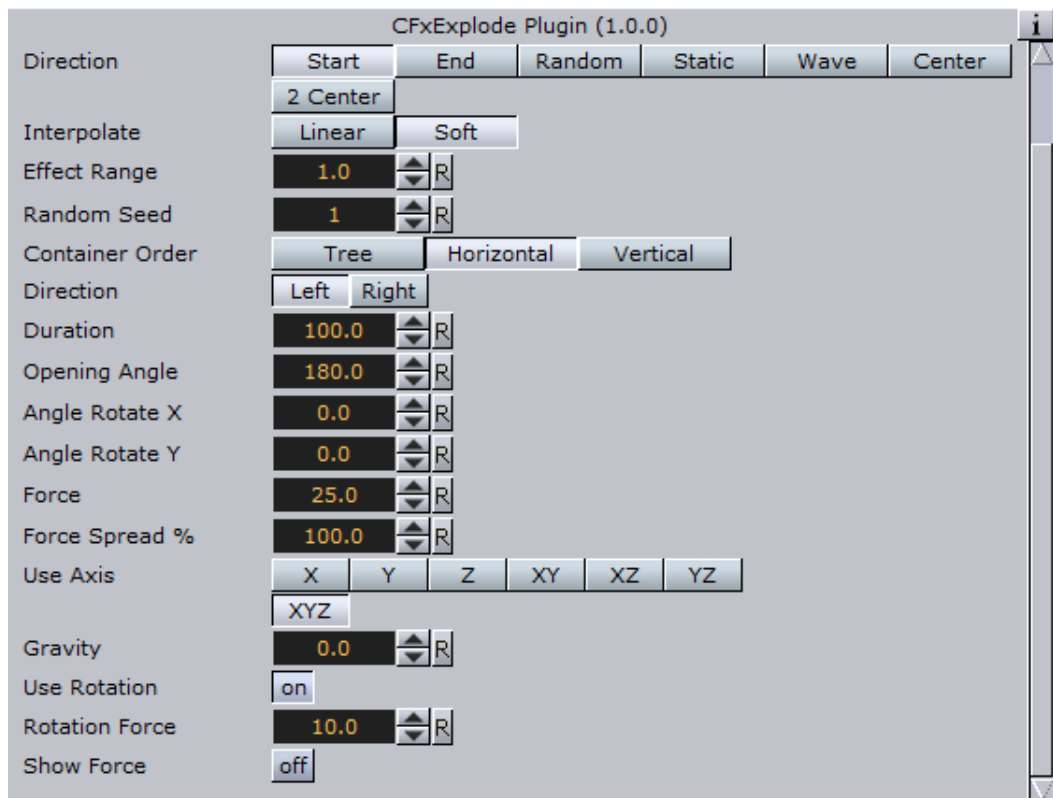 CFxExplode Plugin (1.0.0) i
Direction Start End Random Static Wave Center
2 Center
Interpolate Linear Soft
Effect Range 1.0 R
Random Seed 1 R
Container Order Tree Horizontal Vertical
Direction Left Right
Duration 100.0 R
Opening Angle 180.0 R
Angle Rotate X 0.0 R
Angle Rotate Y 0.0 R
Force 25.0 R
Force Spread % 100.0 R
Use Axis X Y Z XY XZ YZ
XYZ
Gravity 0.0 R
Use Rotation on
Rotation Force 10.0 R
Show Force off